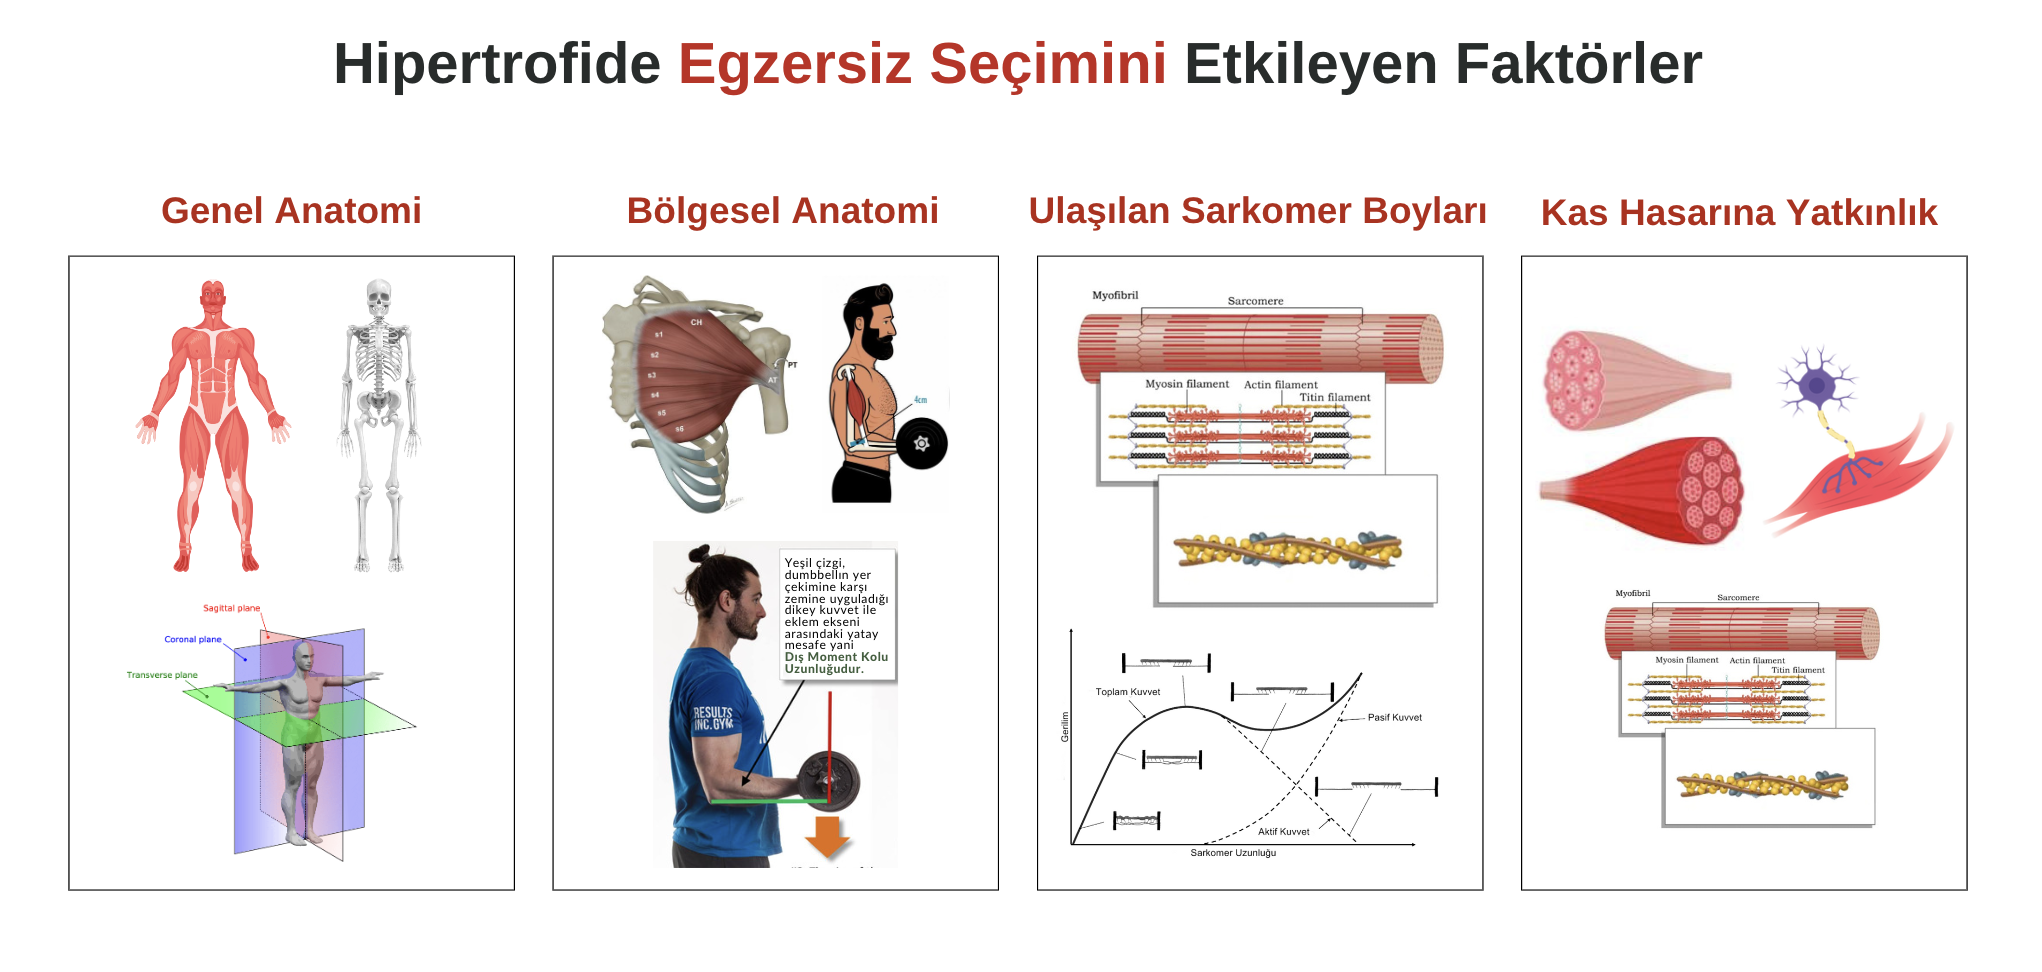 Hipertrofide Egzersiz Seçimini Etkileyen Faktörler
Genel Anatomi
Sagittal plane
Coronal plane
Transverse plane
Bölgesel Anatomi
CH
s1
s2
s3
s4
s5
s6
AT
PT
4cm
Yeşil çizgi,
dumbbellın yer
çekimine karşı
zemine uyguladığı
dikey kuvvet ile
eklem ekseni
arasındaki yatay
mesafe yani
Dış Moment Kolu
Uzunluğudur.
RESULTS
INC.GYM
Ulaşılan Sarkomer Boyları
Myofibril
Sarcomere
Myosin filament
Actin filament
Titin filament
Toplam Kuvvet
Pasif Kuvvet
Gerilim
Aktif Kuvvet
Sarkomer Uzunluğu
Kas Hasarına Yatkınlık
Myofibril
Sarcomere
Myosin filament
Actin filament
Titin filament